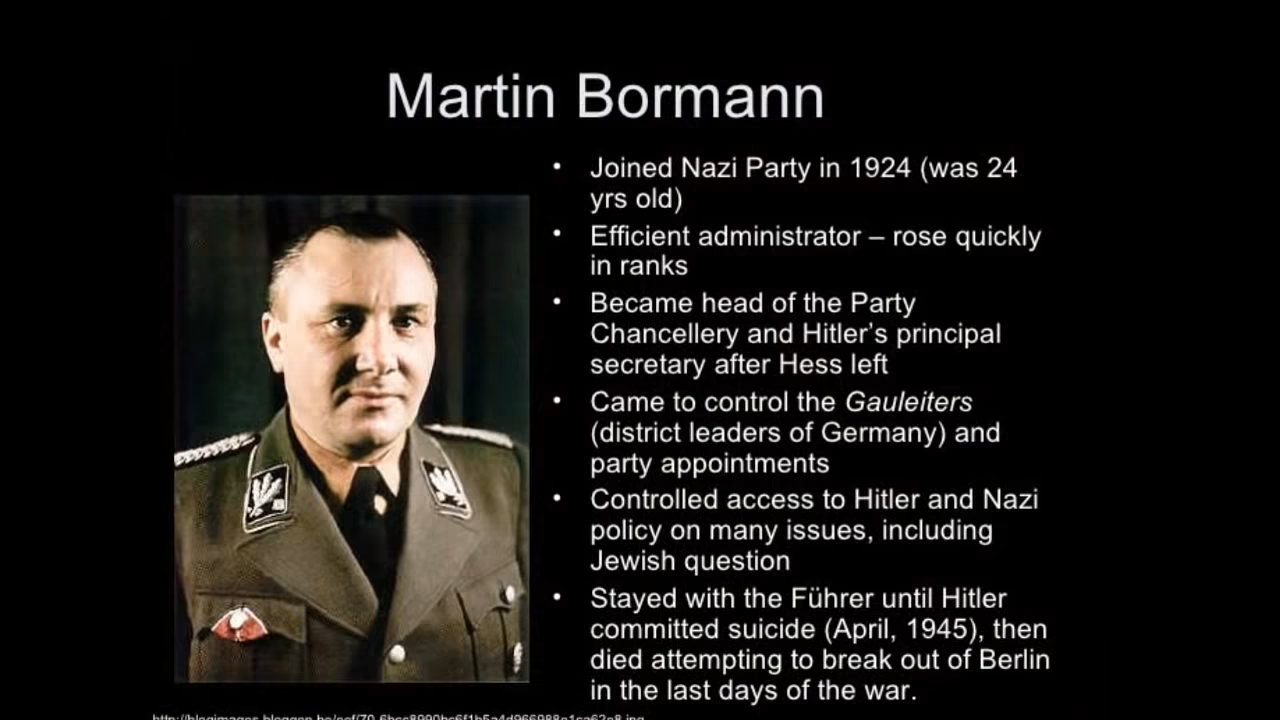 Martin Bormann
• Joined Nazi Party in 1924 (was 24
yrs old)
• Efficient administrator – rose quickly
in ranks
• Became head of the Party
Chancellery and Hitler’s principal
secretary after Hess left
• Came to control the Gauleiters
(district leaders of Germany) and
party appointments
• Controlled access to Hitler and Nazi
policy on many issues, including
Jewish question
• Stayed with the Führer until Hitler
committed suicide (April, 1945), then
died attempting to break out of Berlin
in the last days of the war.